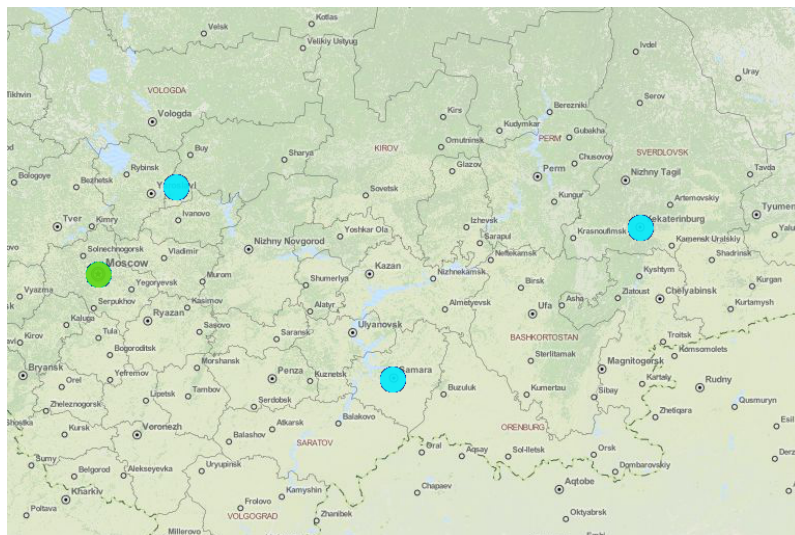 Kotlas
Velsk
Velikiy Ustyug
Ivdel
Uray
VOLOGDA
Tikhvin
Serov
Berezniki
Kirs
Vologda
Kudymkar
Gubakha
PERM
KIROV
Omutninsk
SVERDLOVSK
Buy
Sharya
Chusovoy
Glazov
Perm
Rybinsk
Tavda
Bologoye
Bezhetsk
Nizhny Tagil
Sovetsk
Kungur
Artemovskiy
Tyumen
Ivanovo
Tver
Kimry
Izhevsk
Yekaterinburg
Yoshkar Ola
Krasnoufimsk
Yalu
Sarapul
Nizhny Novgorod
Kamensk Uralskiy
Solnechnogorsk
Vladimir
Neftekamsk
Shadrinsk
Moscow
Kazan
Nizhnekamsk
Kyshtym
Murom
Shumerlya
Birsk
Kurgan
Yegoryevsk
Vyazma
Zlatoust
Chelyabinsk
Serpukhov
Kasimov
Alatyr
Almetyevsk
Asha
Kurtamysh
Ufa
Kaluga
Ryazan
Sasovo
Ulyanovsk
Tula
Saransk
BASHKORTOSTAN
Kirov
Troitsk
Bogoroditsk
Komsomolets
Sterlitamak
Morshansk
Samara
Magnitogorsk
Bryansk
Yefremov
Penza
Kuznetsk
Kartaly
Rudny
Orel
Buzuluk
Kumertau
Sibay
Lipetsk
Tambov
Zheleznogorsk
Serdobsk
Qusmuryn
Zhetiqara
Balakovo
Kursk
Voronezh
Atkarsk
ORENBURG
Balashov
SARATOV
Oral
Aqsay
Sol-Iletsk
Orsk
Sumy
Belgorod
Alekseyevka
Uryupinsk
Dombarovskiy
Kharkiv
Kamyshin
Chapaev
Aqtobe
Frolovo
Poltava
VOLGOGRAD
Zhanibek
Oktyabrsk
Millerovo